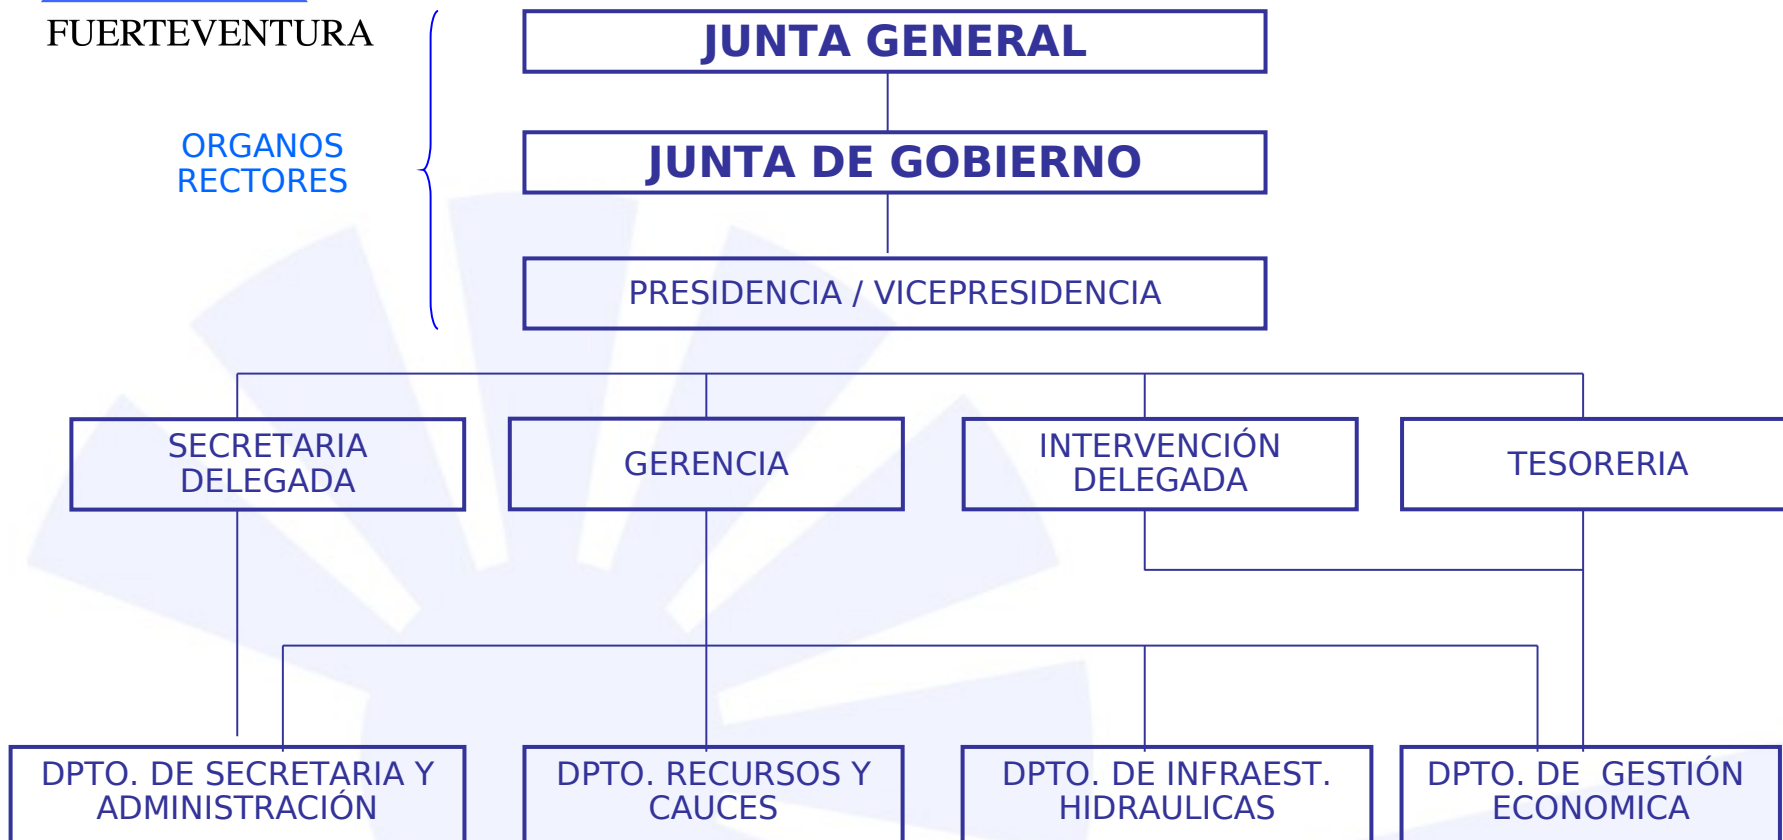 FUERTEVENTURA
JUNTA GENERAL
ORGANOS
RECTORES
JUNTA DE GOBIERNO
PRESIDENCIA / VICEPRESIDENCIA
SECRETARIA
DELEGADA
GERENCIA
INTERVENCIÓN
DELEGADA
TESORERIA
DPTO. DE SECRETARIA Y
ADMINISTRACIÓN
DPTO. RECURSOS Y
CAUCES
DPTO. DE INFRAEST.
HIDRAULICAS
DPTO. DE GESTIÓN
ECONOMICA